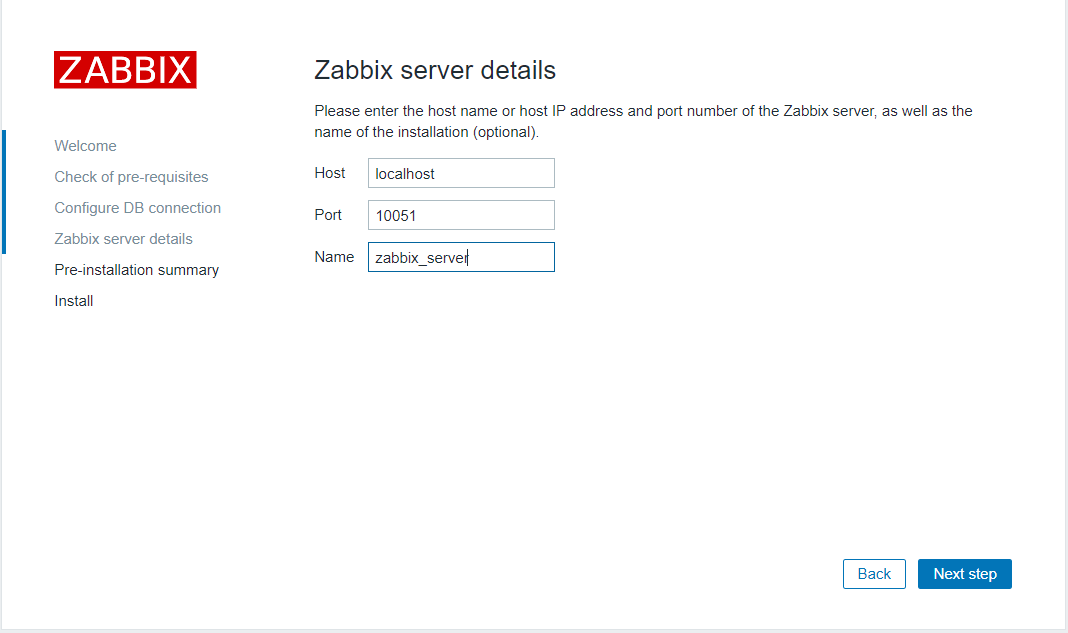 ZABBIX
Welcome
Check of pre-requisites
Configure DB connection
Zabbix server details
Pre-installation summary
Install
Zabbix server details
Please enter the host name or host IP address and port number of the Zabbix server, as well as the
name of the installation (optional).
Host localhost
Port 10051
Name zabbix_server
Back Next step